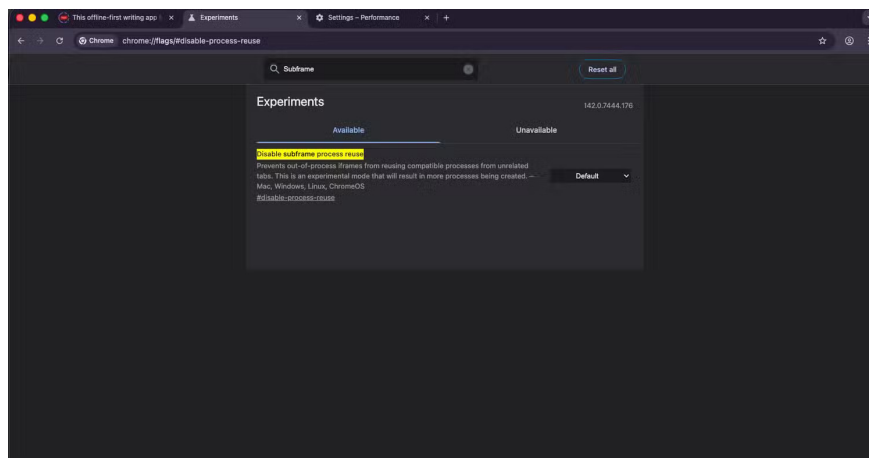 This offline-first writing app
Experiments
Settings – Performance
Chrome
chrome://flags/#disable-process-reuse
Subframe
Reset all
Experiments
142.0.7444.176
Available
Unavailable
Disable subframe process reuse
Prevents out-of-process iframes from reusing compatible processes from unrelated
tabs. This is an experimental mode that will result in more processes being created. –
Mac, Windows, Linux, ChromeOS
#disable-process-reuse
Default